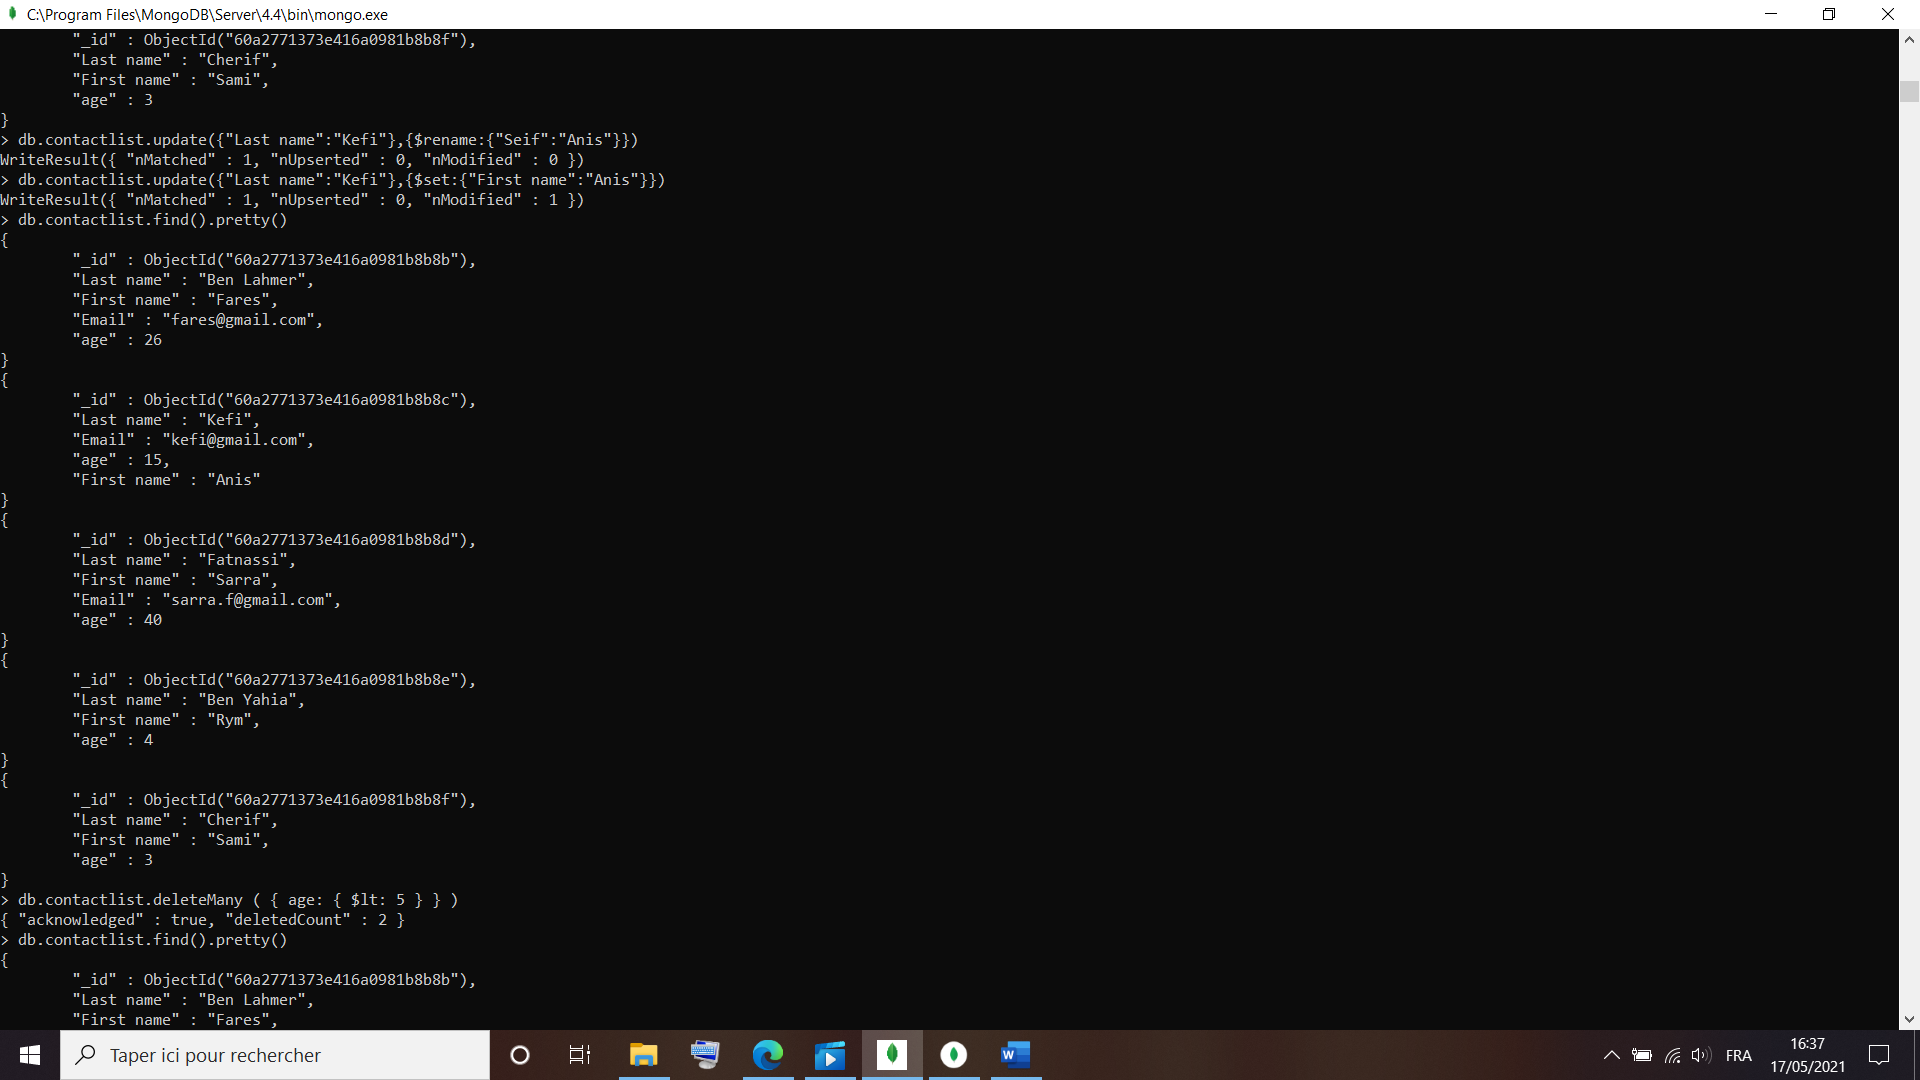 C:\Program Files\MongoDB\Server\4.4\bin\mongo.exe
        "_id" : ObjectId("60a2771373e416a0981b8b8f"),
        "Last name" : "Cherif",
        "First name" : "Sami",
        "age" : 3
}
> db.contactlist.update({"Last name":"Kefi"},{$rename:{"Seif":"Anis"}})
WriteResult({ "nMatched" : 1, "nUpserted" : 0, "nModified" : 0 })
> db.contactlist.update({"Last name":"Kefi"},{$set:{"First name":"Anis"}})
WriteResult({ "nMatched" : 1, "nUpserted" : 0, "nModified" : 1 })
> db.contactlist.find().pretty()
{
        "_id" : ObjectId("60a2771373e416a0981b8b8b"),
        "Last name" : "Ben Lahmer",
        "First name" : "Fares",
        "Email" : "fares@gmail.com",
        "age" : 26
}
{
        "_id" : ObjectId("60a2771373e416a0981b8b8c"),
        "Last name" : "Kefi",
        "Email" : "kefi@gmail.com",
        "age" : 15,
        "First name" : "Anis"
}
{
        "_id" : ObjectId("60a2771373e416a0981b8b8d"),
        "Last name" : "Fatnassi",
        "First name" : "Sarra",
        "Email" : "sarra.f@gmail.com",
        "age" : 40
}
{
        "_id" : ObjectId("60a2771373e416a0981b8b8e"),
        "Last name" : "Ben Yahia",
        "First name" : "Rym",
        "age" : 4
}
{
        "_id" : ObjectId("60a2771373e416a0981b8b8f"),
        "Last name" : "Cherif",
        "First name" : "Sami",
        "age" : 3
}
> db.contactlist.deleteMany ( { age: { $lt: 5 } } )
{ "acknowledged" : true, "deletedCount" : 2 }
> db.contactlist.find().pretty()
{
        "_id" : ObjectId("60a2771373e416a0981b8b8b"),
        "Last name" : "Ben Lahmer",
        "First name" : "Fares",
Taper ici pour rechercher
W
FRA
16:37
17/05/2021